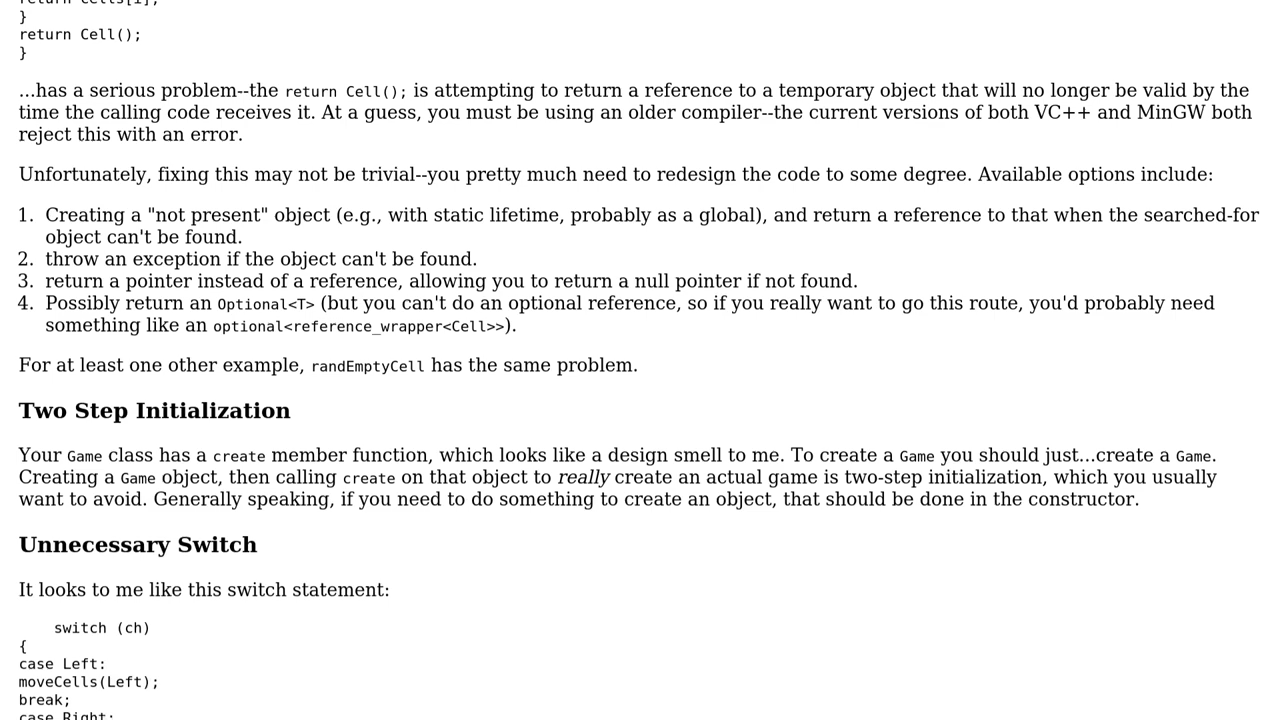 return cells[i];
}
return Cell();
}
...has a serious problem--the return Cell(); is attempting to return a reference to a temporary object that will no longer be valid by the
time the calling code receives it. At a guess, you must be using an older compiler--the current versions of both VC++ and MinGW both
reject this with an error.
Unfortunately, fixing this may not be trivial--you pretty much need to redesign the code to some degree. Available options include:
1. Creating a "not present" object (e.g., with static lifetime, probably as a global), and return a reference to that when the searched-for
object can't be found.
2. throw an exception if the object can't be found.
3. return a pointer instead of a reference, allowing you to return a null pointer if not found.
4. Possibly return an Optional<T> (but you can't do an optional reference, so if you really want to go this route, you'd probably need
something like an optional<reference_wrapper<Cell>>).
For at least one other example, randEmptyCell has the same problem.
Two Step Initialization
Your Game class has a create member function, which looks like a design smell to me. To create a Game you should just...create a Game.
Creating a Game object, then calling create on that object to really create an actual game is two-step initialization, which you usually
want to avoid. Generally speaking, if you need to do something to create an object, that should be done in the constructor.
Unnecessary Switch
It looks to me like this switch statement:
switch (ch)
{
case Left:
moveCells(Left);
break;
case Right: